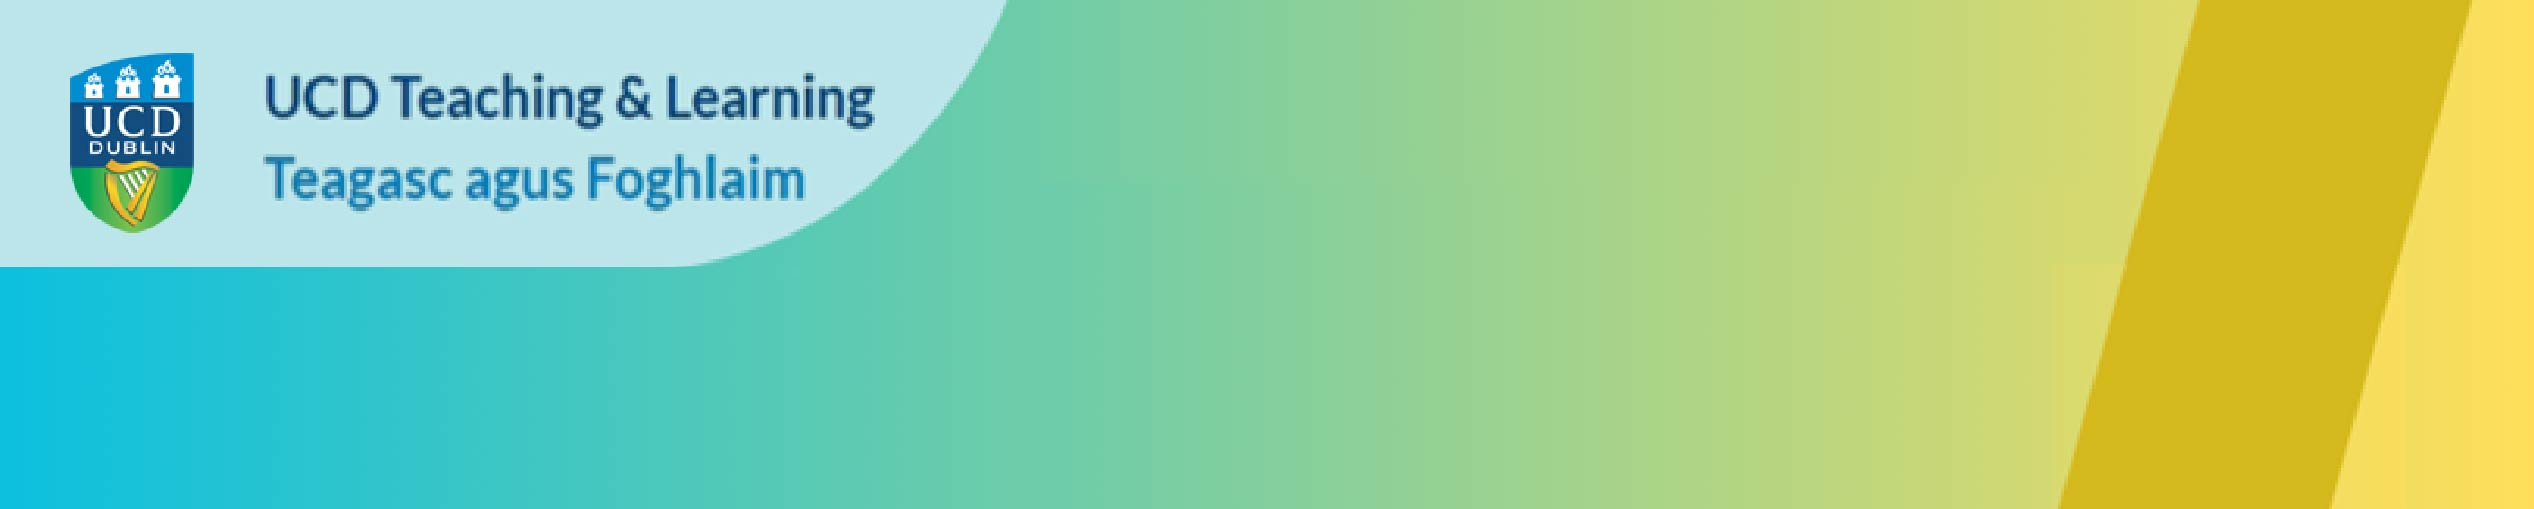 UCD
DUBLIN
UCD Teaching & Learning
Teagasc agus Foghlaim